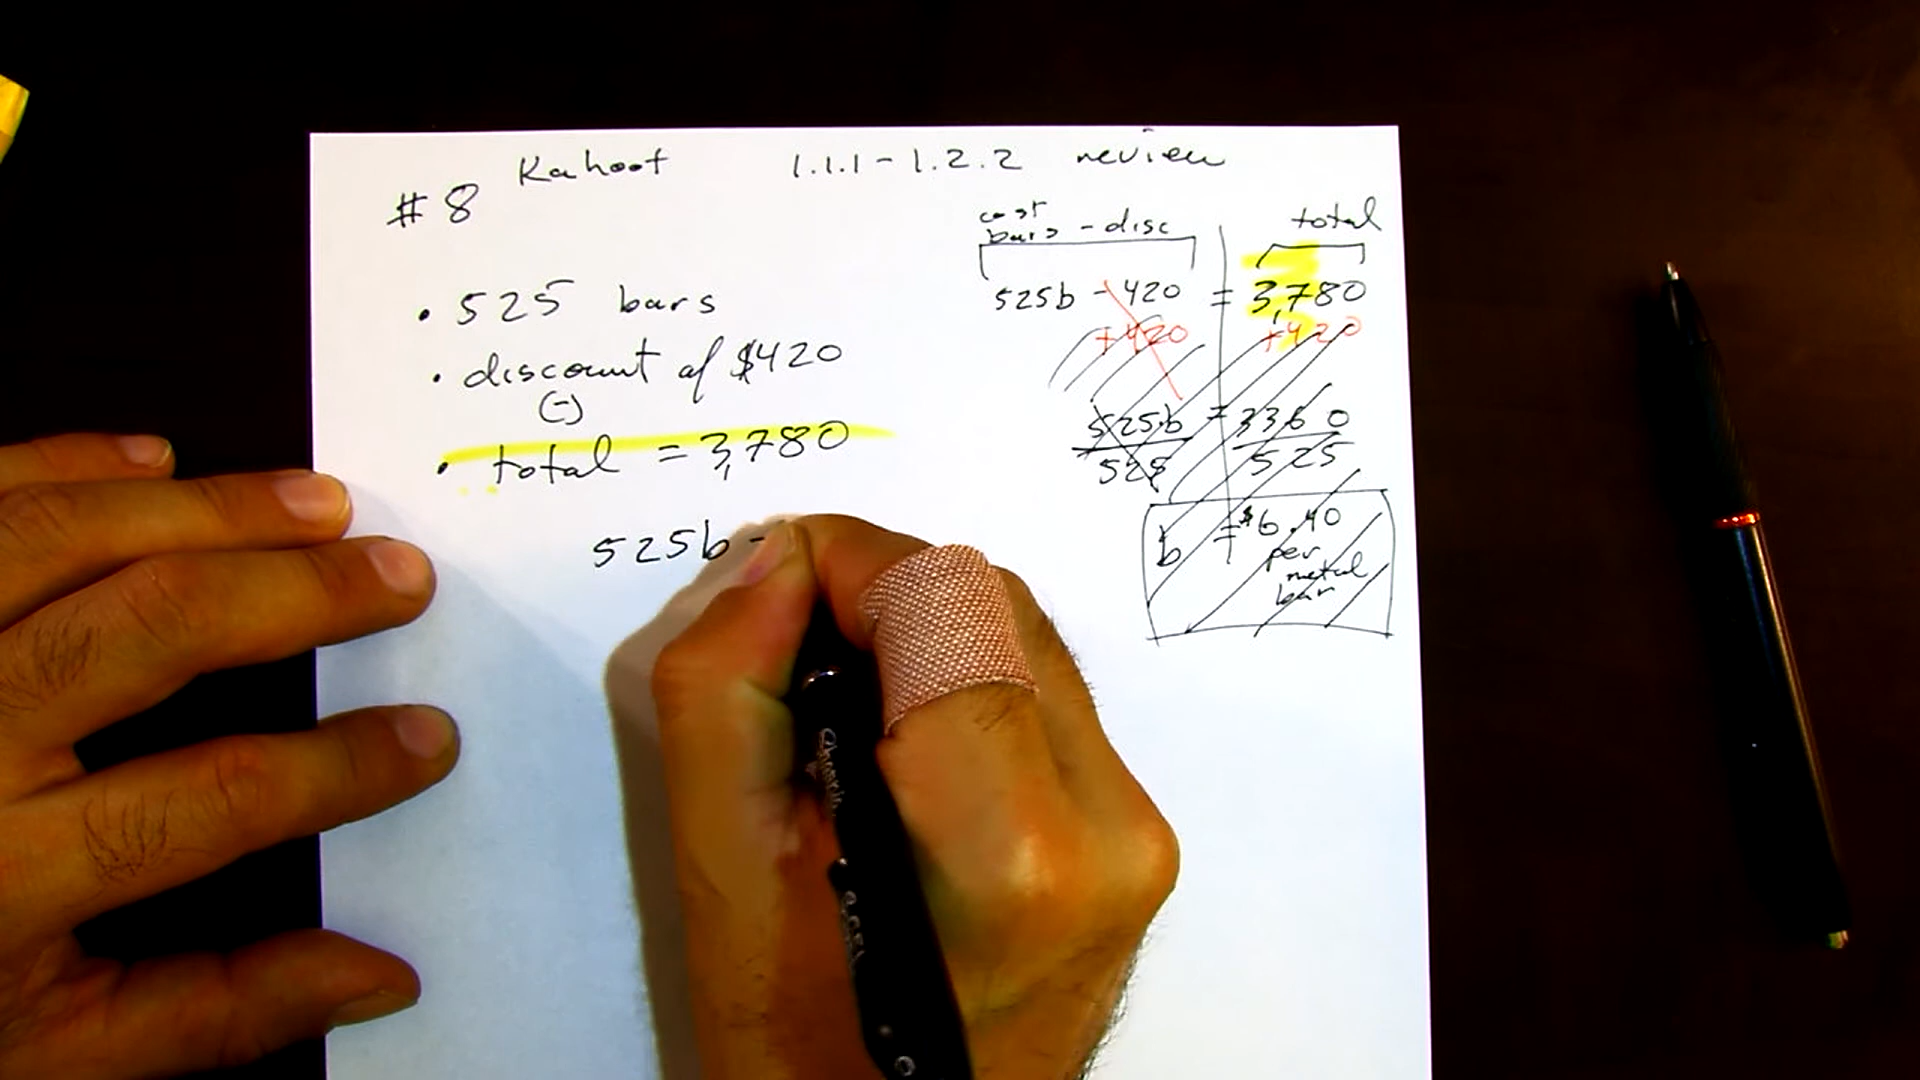 Kahoot 1.1.1 - 1.2.2 review
# 8
• 525 bars
• discount of $420
(-)
• total = 3,780
525b -
cost
bars - disc
total
525b - 420 = 3,780
+420 +420
525b = 3360
525 525
b = $6.40
per
metal
bar